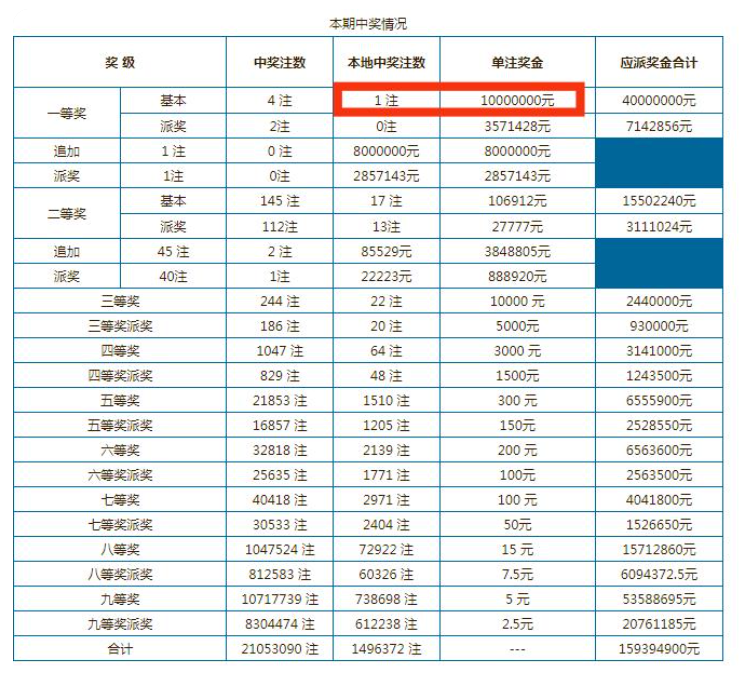 本期中奖情况
奖 级 中奖注数 本地中奖注数 单注奖金 应派奖金合计
一等奖 基本 4 注 1 注 10000000元 40000000元
派奖 2注 0注 3571428元 7142856元
追加 1 注 0 注 8000000元 8000000元
派奖 1注 0注 2857143元 2857143元
二等奖 基本 145 注 17 注 106912元 15502240元
派奖 112注 13注 27777元 3111024元
追加 45 注 2 注 85529元 3848805元
派奖 40注 1注 22223元 888920元
三等奖 244 注 22 注 10000 元 2440000元
三等奖派奖 186 注 20 注 5000元 930000元
四等奖 1047 注 64 注 3000 元 3141000元
四等奖派奖 829 注 48 注 1500元 1243500元
五等奖 21853 注 1510 注 300 元 6555900元
五等奖派奖 16857 注 1205 注 150元 2528550元
六等奖 32818 注 2139 注 200 元 6563600元
六等奖派奖 25635 注 1771 注 100元 2563500元
七等奖 40418 注 2971 注 100 元 4041800元
七等奖派奖 30533 注 2404 注 50元 1526650元
八等奖 1047524 注 72922 注 15 元 15712860元
八等奖派奖 812583 注 60326 注 7.5元 6094372.5元
九等奖 10717739 注 738698 注 5 元 53588695元
九等奖派奖 8304474 注 612238 注 2.5元 20761185元
合计 21053090 注 1496372 注 --- 159394900元